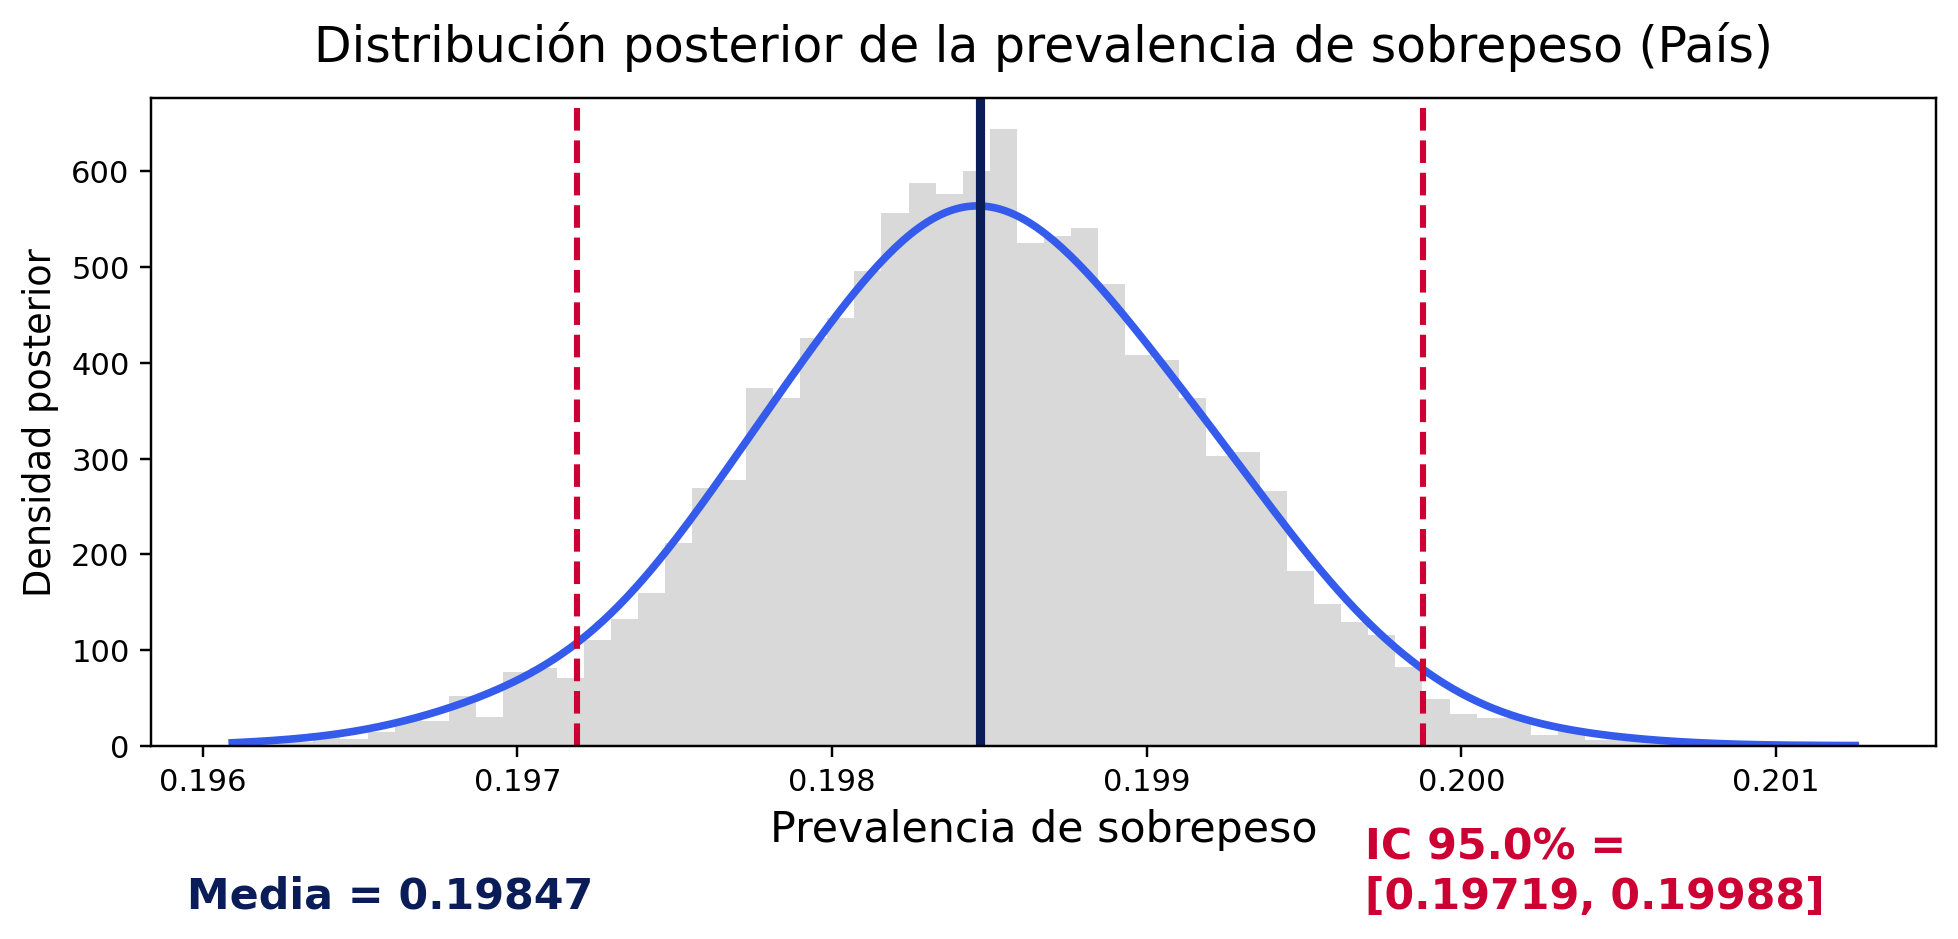 Distribución posterior de la prevalencia de sobrepeso (País)
Densidad posterior
600
500
400
300
200
100
0
0.196 0.197 0.198 0.199 0.200 0.201
Prevalencia de sobrepeso
Media = 0.19847
IC 95.0% =
[0.19719, 0.19988]